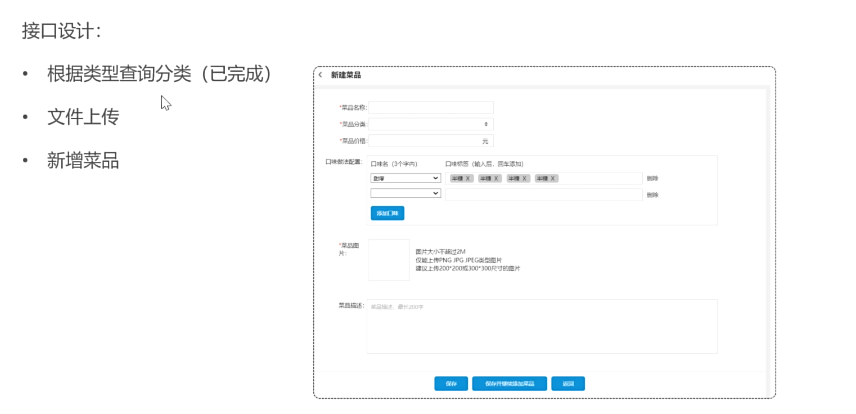 接口设计：
• 根据类型查询分类（已完成）
• 文件上传
• 新增菜品
< 新建菜品
*菜品名称:
*菜品分类:
*菜品价格: 元
口味做法配置:
口味名（3个字内） 口味标签（输入后，回车添加）
甜度 半糖 X 半糖 X 半糖 X 半糖 X 删除
删除
添加口味
*菜品图片:
图片大小不超过2M
仅能上传PNG JPG JPEG类型图片
建议上传200*200或300*300尺寸的图片
菜品描述: 菜品描述，最长200字
保存 保存并继续添加菜品 返回